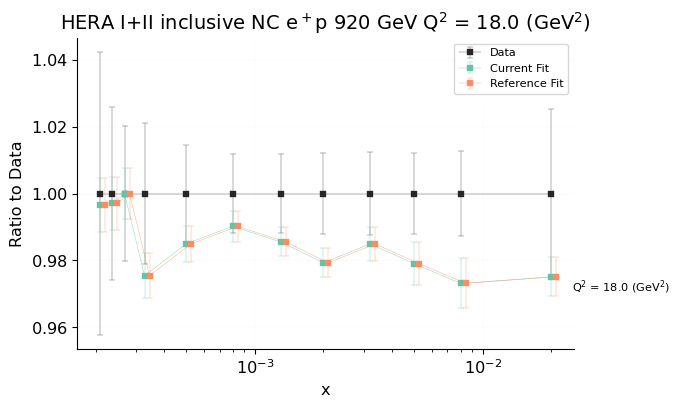 HERA I+II inclusive NC e⁺p 920 GeV Q² = 18.0 (GeV²)
Data
Current Fit
Reference Fit
Ratio to Data
1.04
1.02
1.00
0.98
0.96
Q² = 18.0 (GeV²)
10⁻³
10⁻²
x